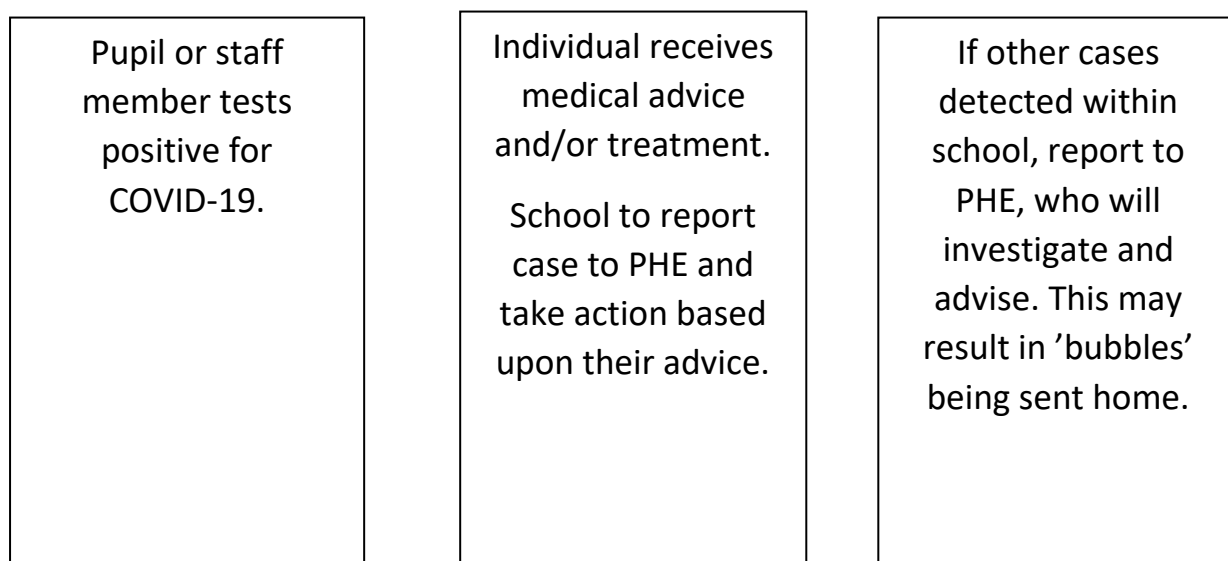 Pupil or staff
member tests
positive for
COVID-19.
Individual receives
medical advice
and/or treatment.
School to report
case to PHE and
take action based
upon their advice.
If other cases
detected within
school, report to
PHE, who will
investigate and
advise. This may
result in ’bubbles’
being sent home.